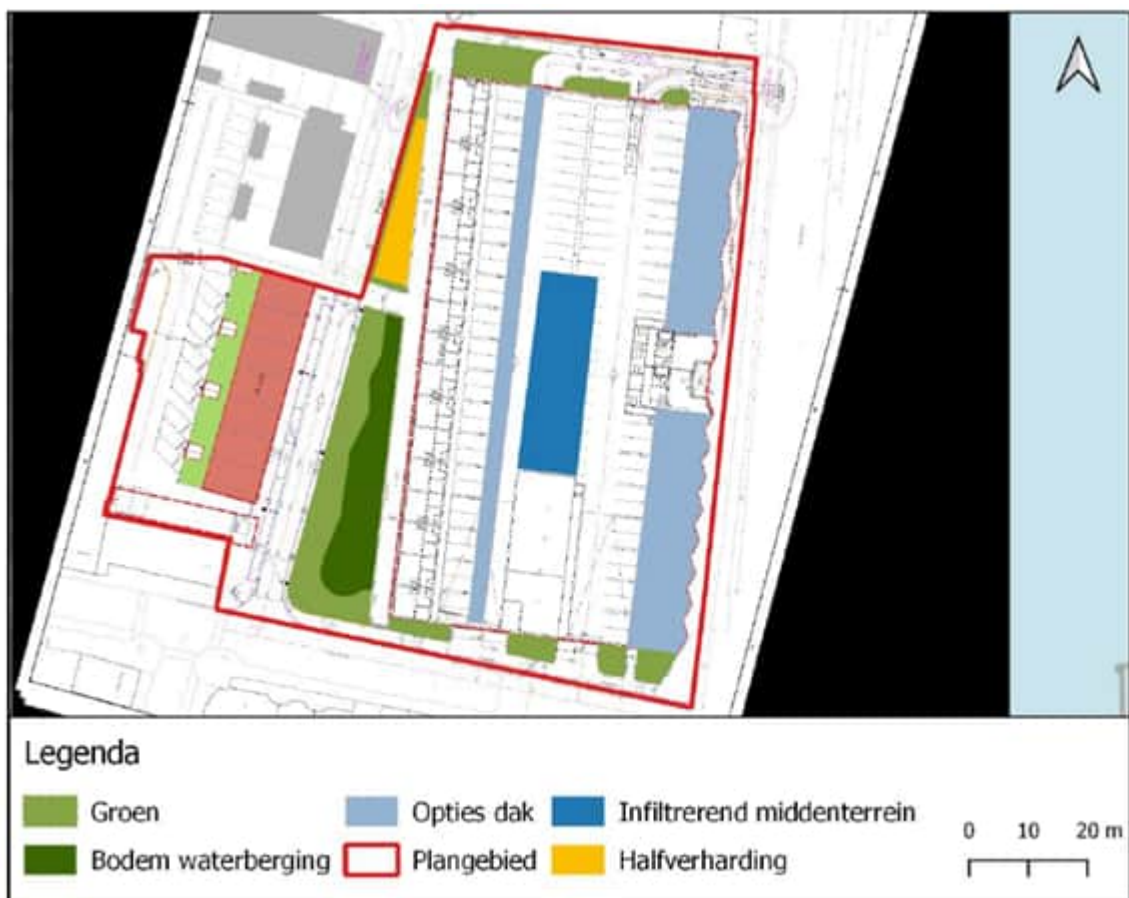 Legenda
Groen
Opties dak
Infiltrerend middenterrein
Bodem waterberging
Plangebied
Halfverharding
0 10 20 m